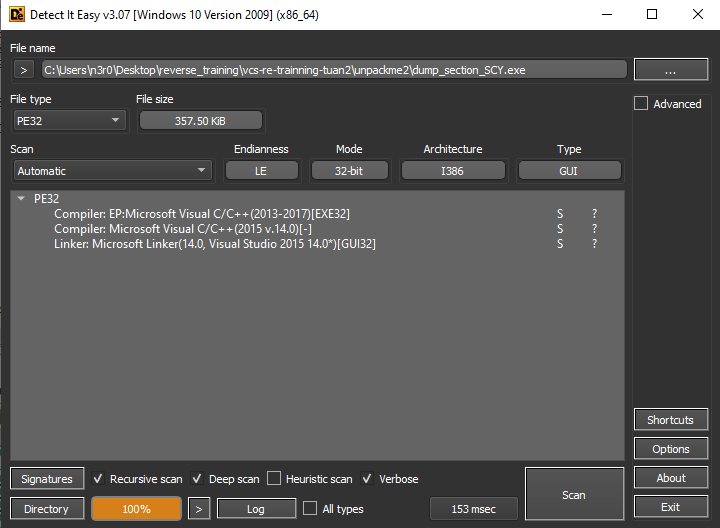 Detect It Easy v3.07 [Windows 10 Version 2009] (x86_64)
File name
> C:\Users\n3r0\Desktop\reverse_training\vcs-re-trainning-tuan2\unpackme2\dump_section_SCY.exe ...
File type File size Advanced
PE32 357.50 KiB
Scan Endianness Mode Architecture Type
Automatic LE 32-bit I386 GUI
PE32
Compiler: EP:Microsoft Visual C/C++(2013-2017)[EXE32] S ?
Compiler: Microsoft Visual C/C++(2015 v.14.0)[-] S ?
Linker: Microsoft Linker(14.0, Visual Studio 2015 14.0*)[GUI32] S ?
Shortcuts
Options
Signatures Recursive scan Deep scan Heuristic scan Verbose Scan About
Directory 100% > Log All types 153 msec Exit